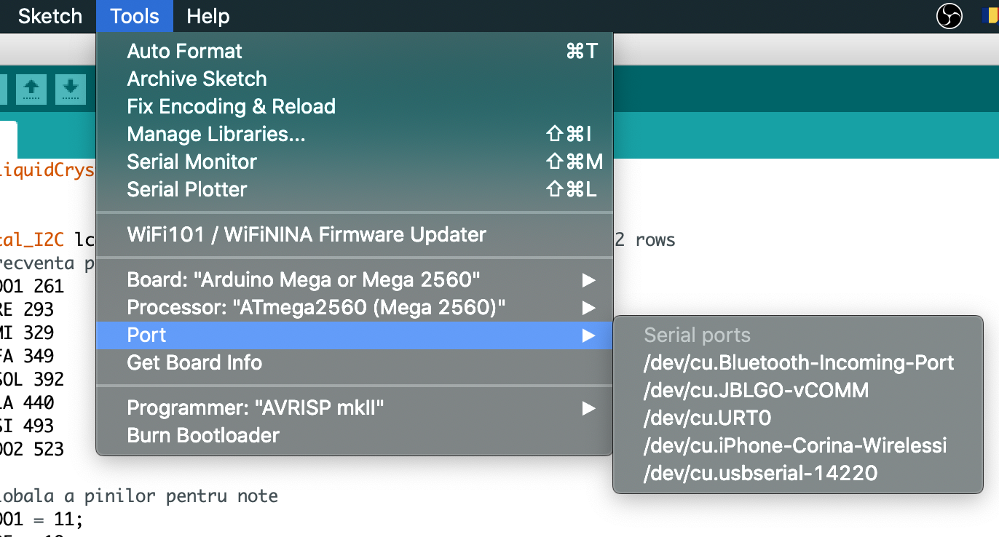 Sketch Tools Help
Auto Format ⌘T
Archive Sketch
Fix Encoding & Reload
Manage Libraries... ⇧⌘I
Serial Monitor ⇧⌘M
Serial Plotter ⇧⌘L
WiFi101 / WiFiNINA Firmware Updater
Board: "Arduino Mega or Mega 2560"
Processor: "ATmega2560 (Mega 2560)"
Port
Get Board Info
Programmer: "AVRISP mkII"
Burn Bootloader
Serial ports
/dev/cu.Bluetooth-Incoming-Port
/dev/cu.JBLGO-vCOMM
/dev/cu.URT0
/dev/cu.iPhone-Corina-Wirelessi
/dev/cu.usbserial-14220
iquidCrys
tal_I2C lc 2 rows
recventa p
DO1 261
RE 293
MI 329
FA 349
SOL 392
LA 440
SI 493
DO2 523
lobala a pinilor pentru note
DO1 = 11;